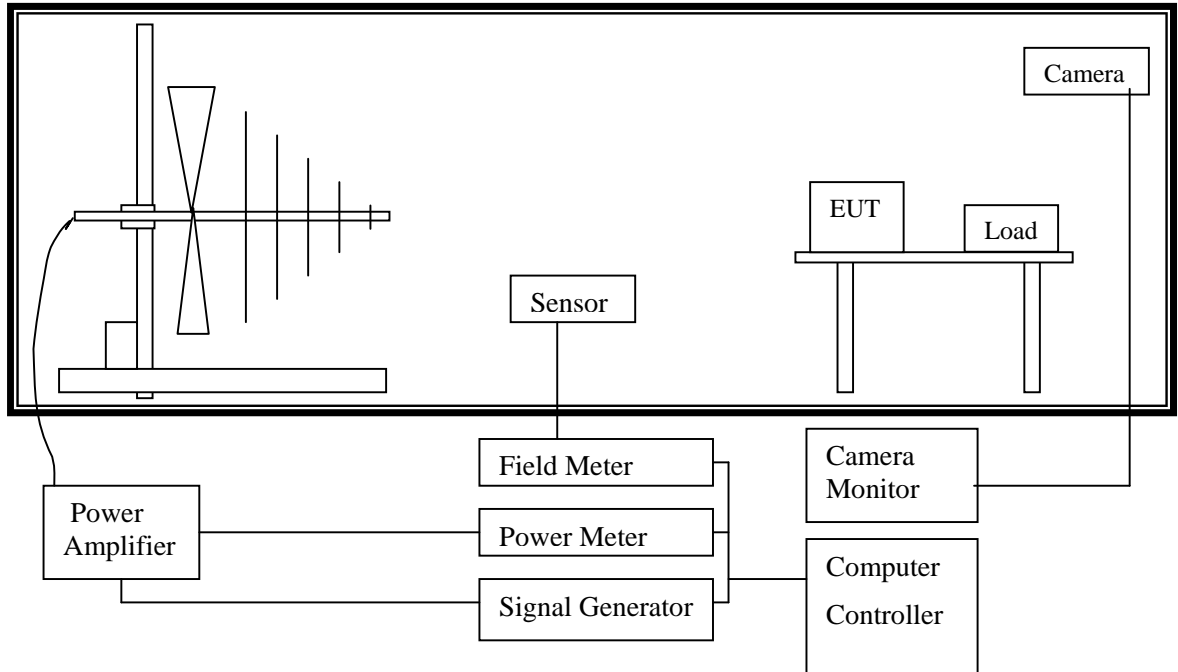 Camera
EUT
Load
Sensor
Field Meter
Camera
Monitor
Power
Amplifier
Power Meter
Computer
Controller
Signal Generator